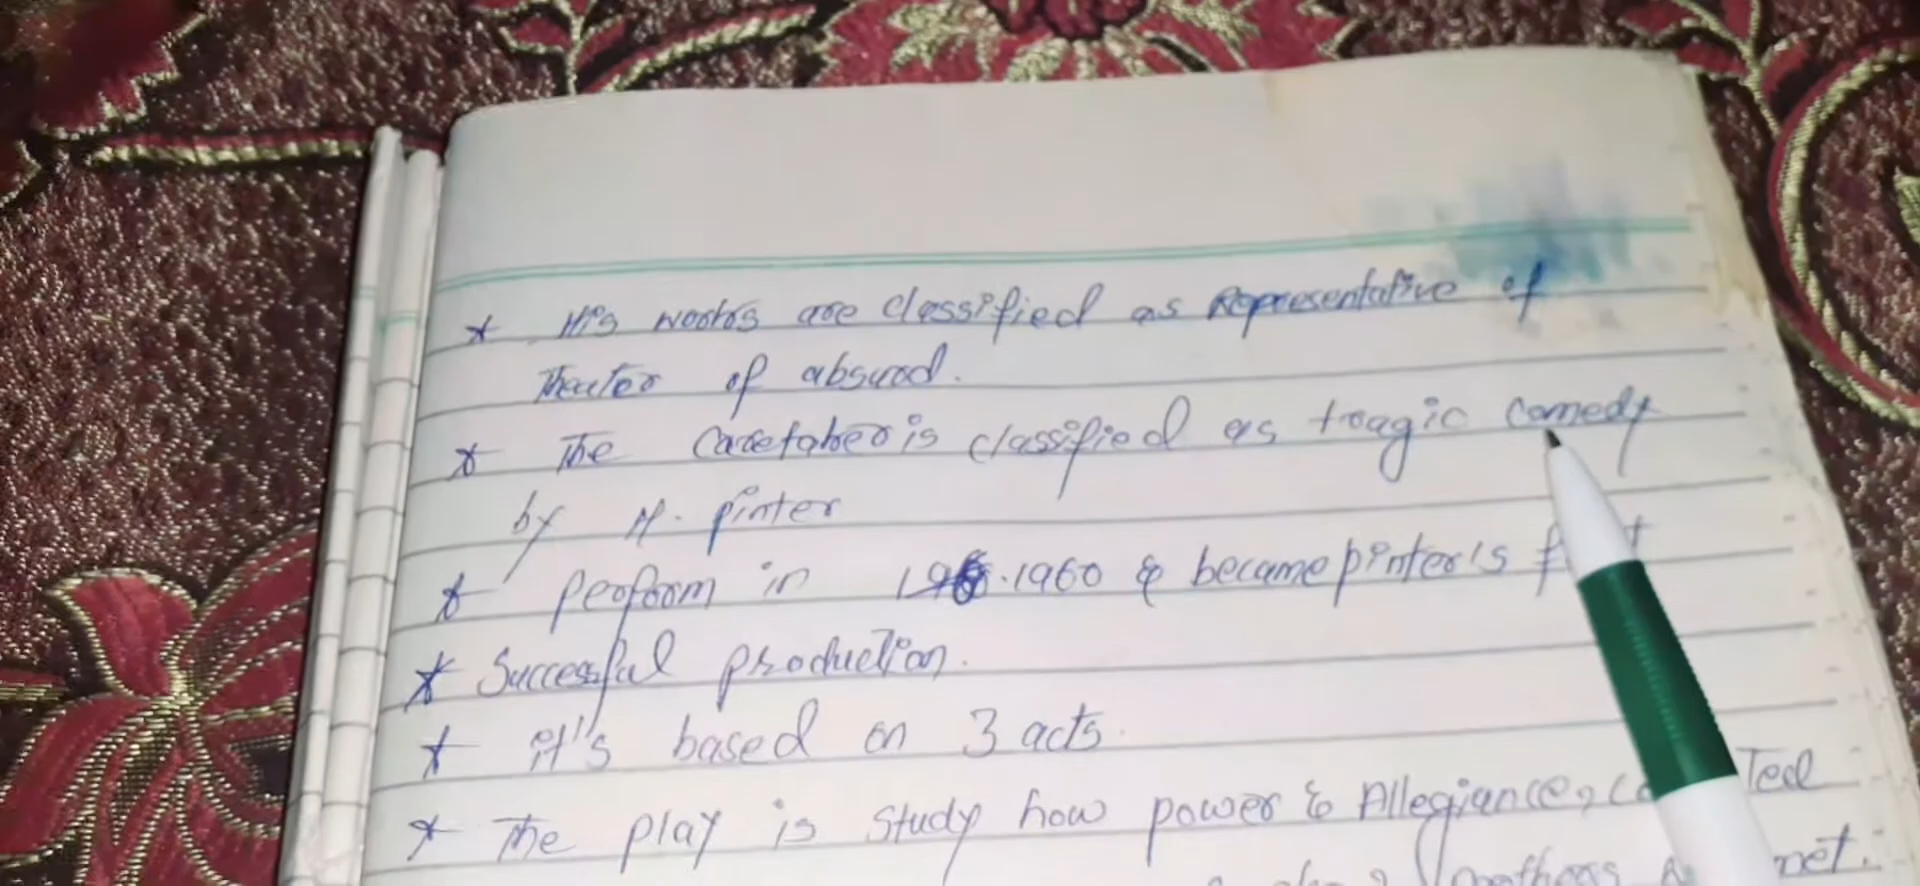 * His works are classified as Representative of
Theater of absurd.
* The Caretaker is classified as tragic comedy
by H. pinter
* perform in 1960 & became pinter's
* Successful production.
* it's based on 3 acts.
* The play is study how power & Allegiance,